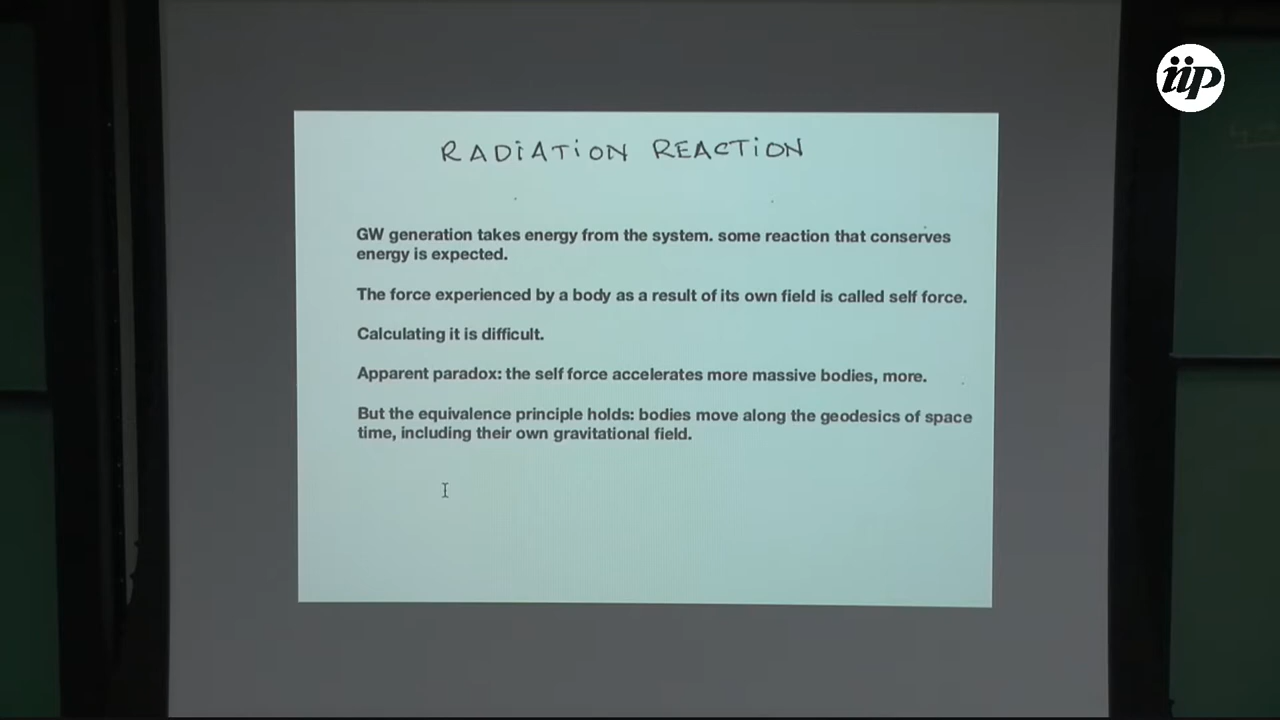 iip
RADiATiON REACTiON
GW generation takes energy from the system. some reaction that conserves
energy is expected.
The force experienced by a body as a result of its own field is called self force.
Calculating it is difficult.
Apparent paradox: the self force accelerates more massive bodies, more.
But the equivalence principle holds: bodies move along the geodesics of space
time, including their own gravitational field.